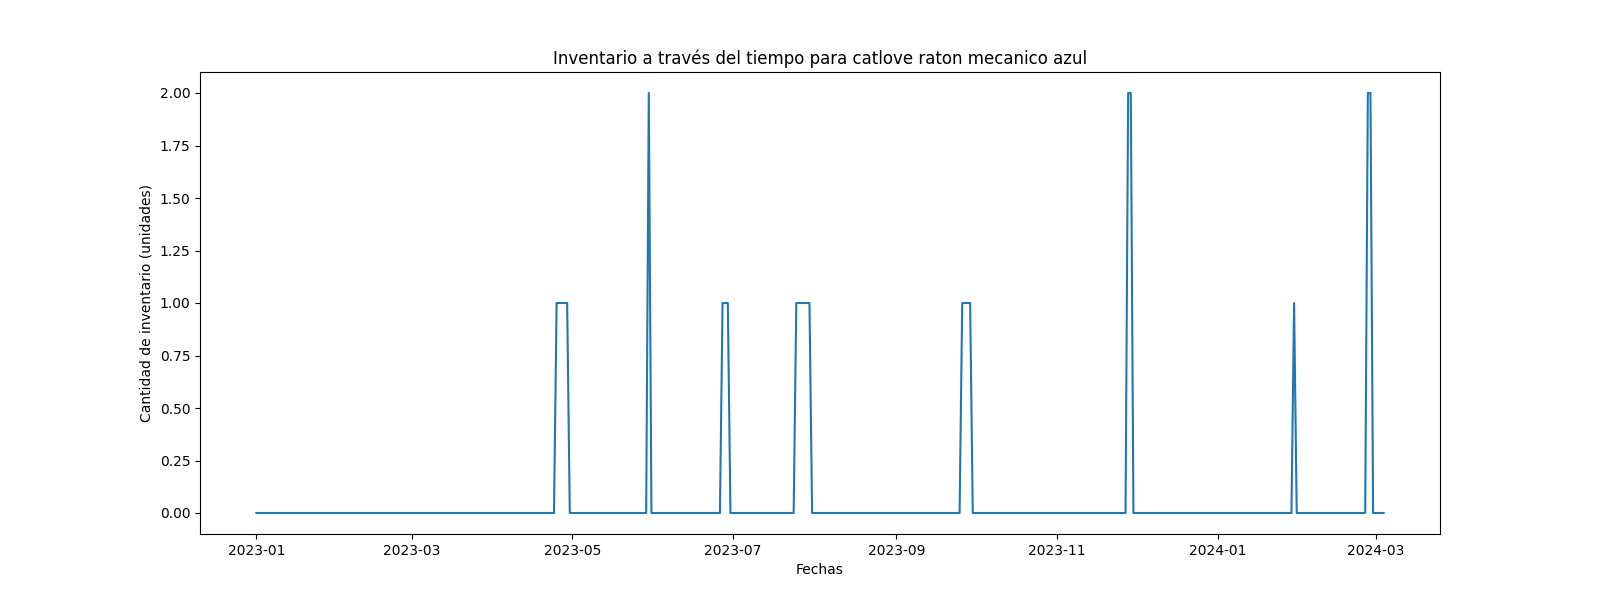 Inventario a través del tiempo para catlove raton mecanico azul
Cantidad de inventario (unidades)
2.00
1.75
1.50
1.25
1.00
0.75
0.50
0.25
0.00
2023-01 2023-03 2023-05 2023-07 2023-09 2023-11 2024-01 2024-03
Fechas